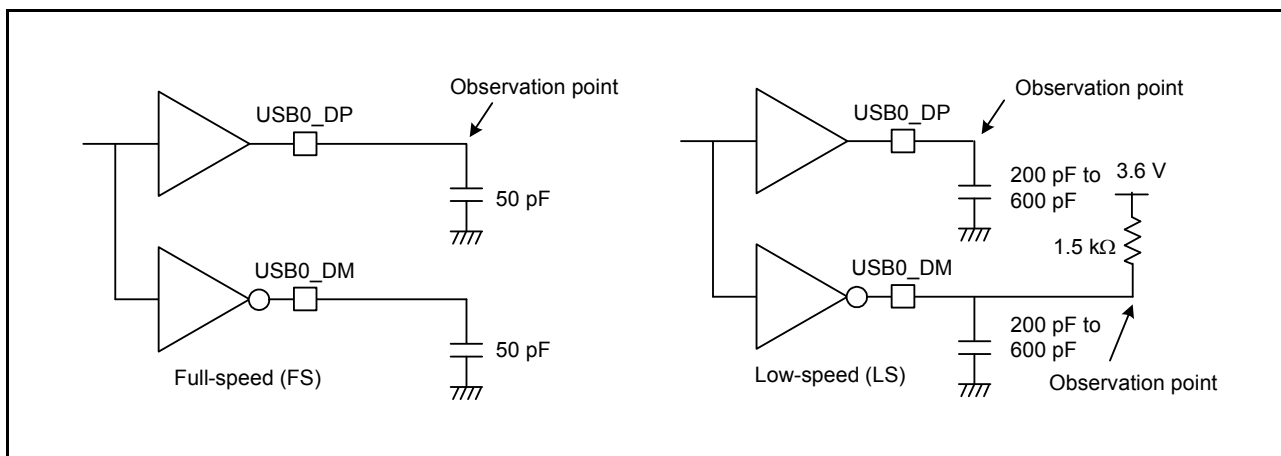 Observation point
USB0_DP
50 pF
USB0_DM
50 pF
Full-speed (FS)
Observation point
USB0_DP
200 pF to
600 pF
3.6 V
1.5 kΩ
USB0_DM
200 pF to
600 pF
Observation point
Low-speed (LS)